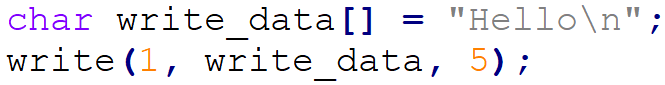 char write_data[] = "Hello\n";
write(1, write_data, 5);